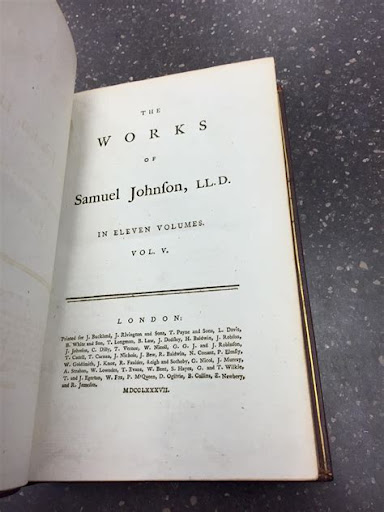 THE
WORKS
OF
Samuel Johnſon, LL.D.
IN ELEVEN VOLUMES.
VOL. V.
LONDON:
Printed for J. Buckland, J. Rivington and Sons, T. Payne and Sons, L. Davis,
B. White and Son, T. Longman, B. Law, J. Dodſley, H. Baldwin, J. Robſon,
J. Johnſon, C. Dilly, T. Vernor, W. Nicoll, G. G. J. and J. Robinſon,
T. Cadell, T. Carnan, J. Nichols, J. Bew, R. Baldwin, N. Conant, P. Elmſly,
W. Goldſmith, J. Knox, R. Faulder, Leigh and Sotheby, G. Nicol, J. Murray,
A. Strahan, W. Lowndes, T. Evans, W. Bent, S. Hayes, G. and T. Wilkie,
T. and J. Egerton, W. Fox, P. M'Queen, D. Ogilvie, B. Collins, E. Newbery,
and R. Jameſon.
MDCCLXXXVII.